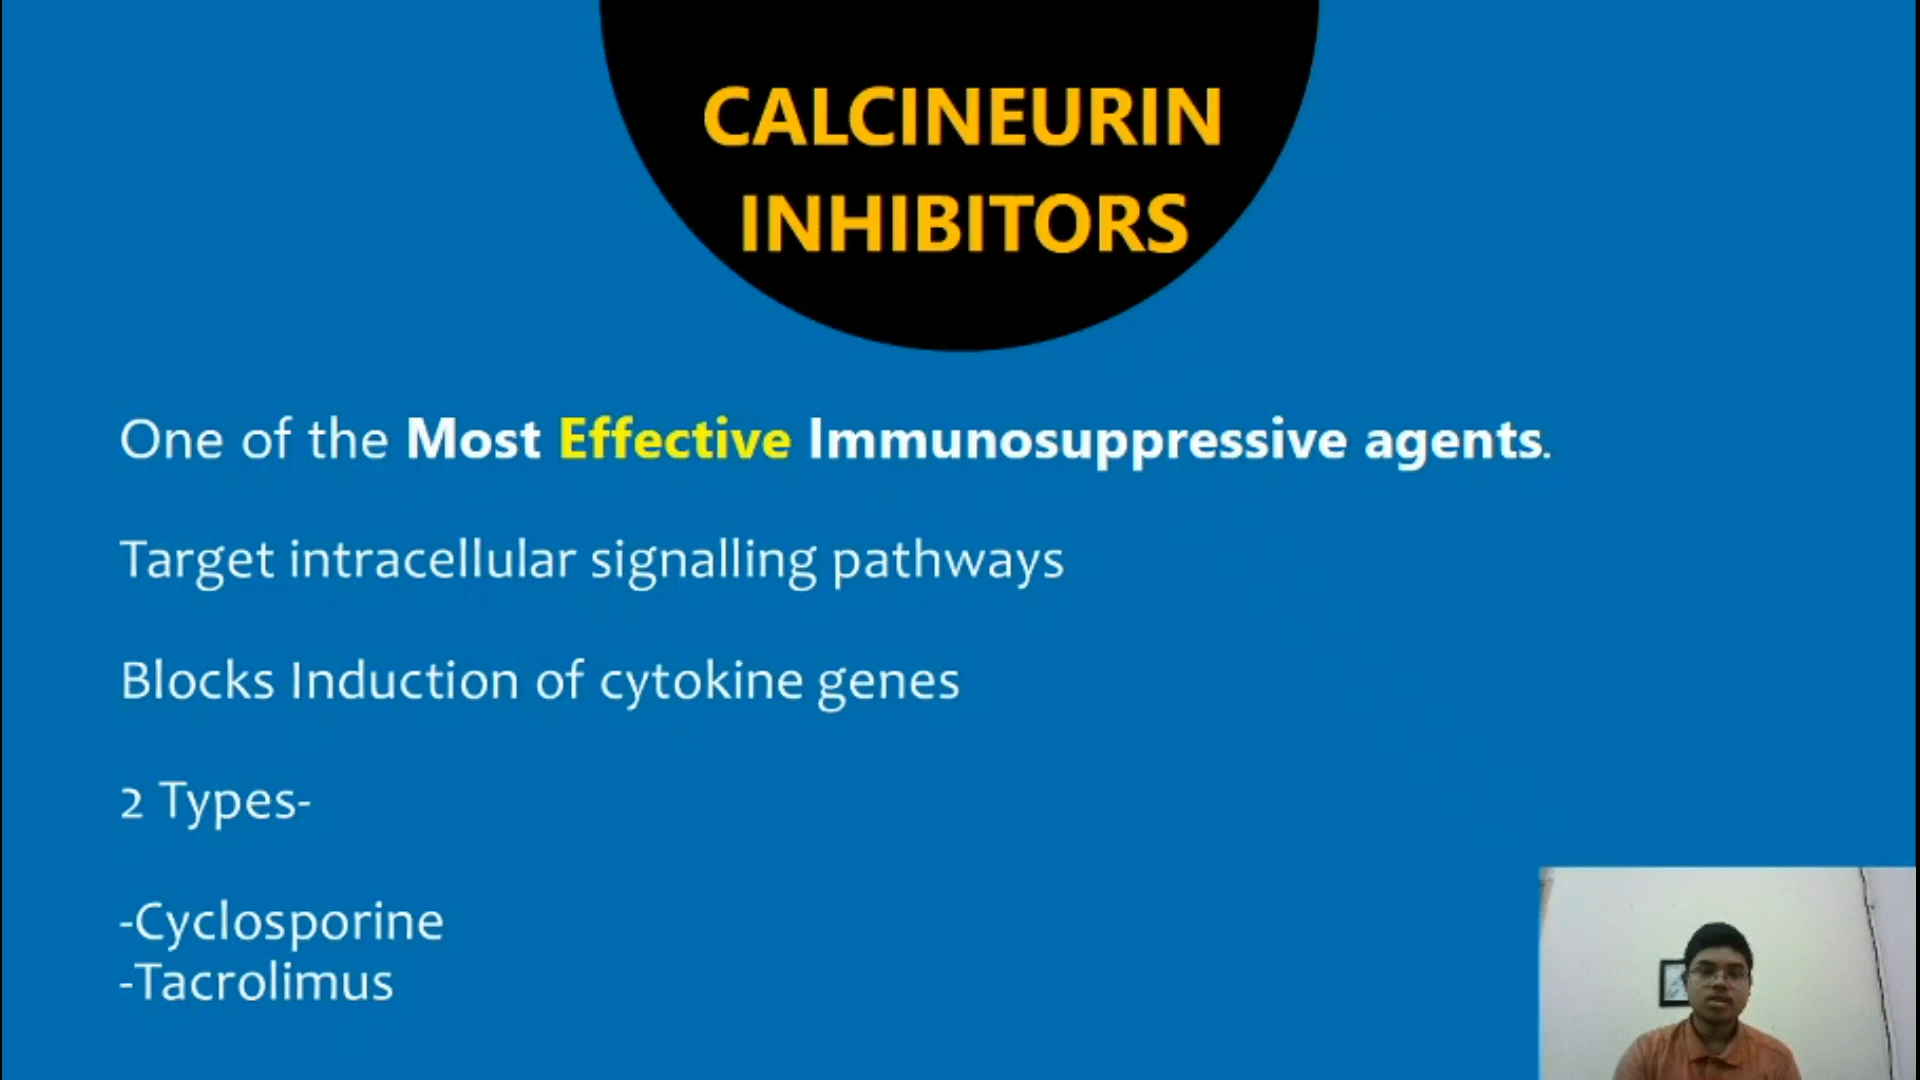 CALCINEURIN
INHIBITORS
One of the Most Effective Immunosuppressive agents.
Target intracellular signalling pathways
Blocks Induction of cytokine genes
2 Types-
-Cyclosporine
-Tacrolimus